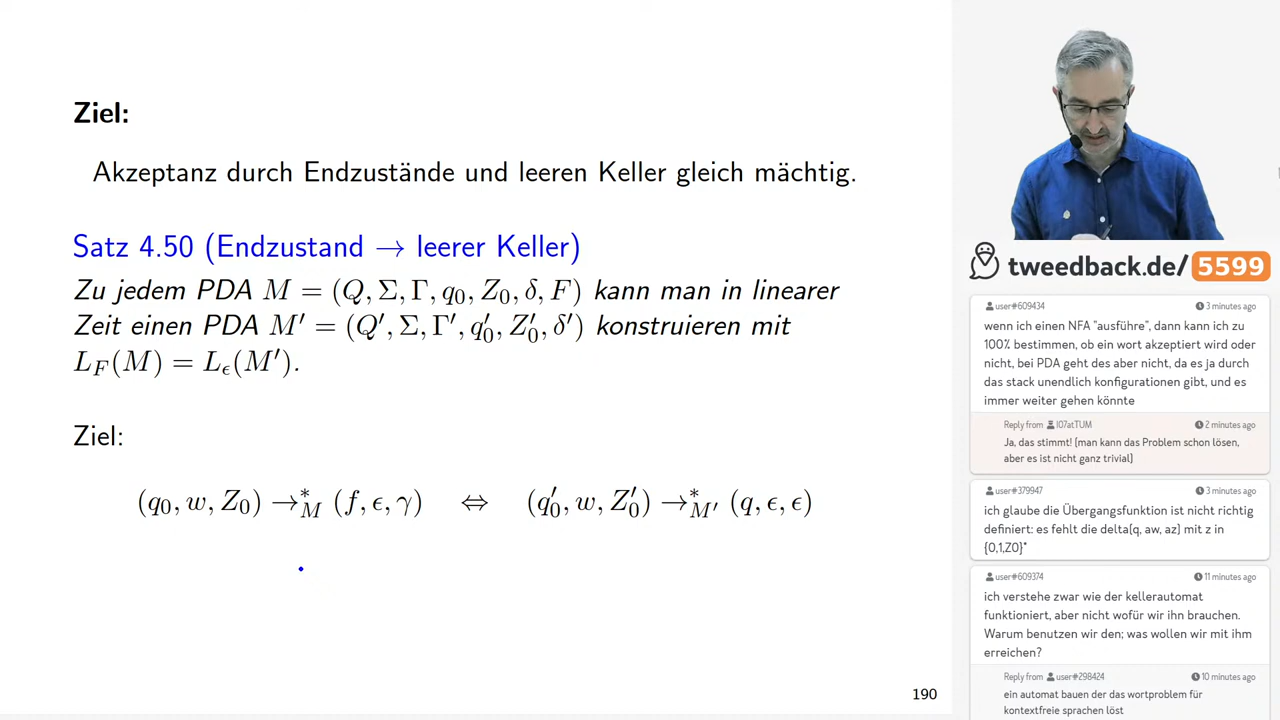 Ziel:
Akzeptanz durch Endzustände und leeren Keller gleich mächtig.
Satz 4.50 (Endzustand → leerer Keller)
Zu jedem PDA M = (Q, Σ, Γ, q₀, Z₀, δ, F) kann man in linearer
Zeit einen PDA M′ = (Q′, Σ, Γ′, q′₀, Z′₀, δ′) konstruieren mit
L_F(M) = L_ϵ(M′).
Ziel:
(q₀, w, Z₀) →*_M (f, ϵ, γ) ⇔ (q′₀, w, Z′₀) →*_M′ (q, ϵ, ϵ)
190
tweedback.de/ 5599
user#609434 3 minutes ago
wenn ich einen NFA "ausführe", dann kann ich zu
100% bestimmen, ob ein wort akzeptiert wird oder
nicht, bei PDA geht des aber nicht, da es ja durch
das stack unendlich konfigurationen gibt, und es
immer weiter gehen könnte
Reply from I07atTUM 2 minutes ago
Ja, das stimmt! (man kann das Problem schon lösen,
aber es ist nicht ganz trivial)
user#379947 3 minutes ago
ich glaube die Übergangsfunktion ist nicht richtig
definiert: es fehlt die delta(q, aw, az) mit z in
{0,1,Z0}*
user#609374 11 minutes ago
ich verstehe zwar wie der kellerautomat
funktioniert, aber nicht wofür wir ihn brauchen.
Warum benutzen wir den; was wollen wir mit ihm
erreichen?
Reply from user#298424 10 minutes ago
ein automat bauen der das wortproblem für
kontextfreie sprachen löst